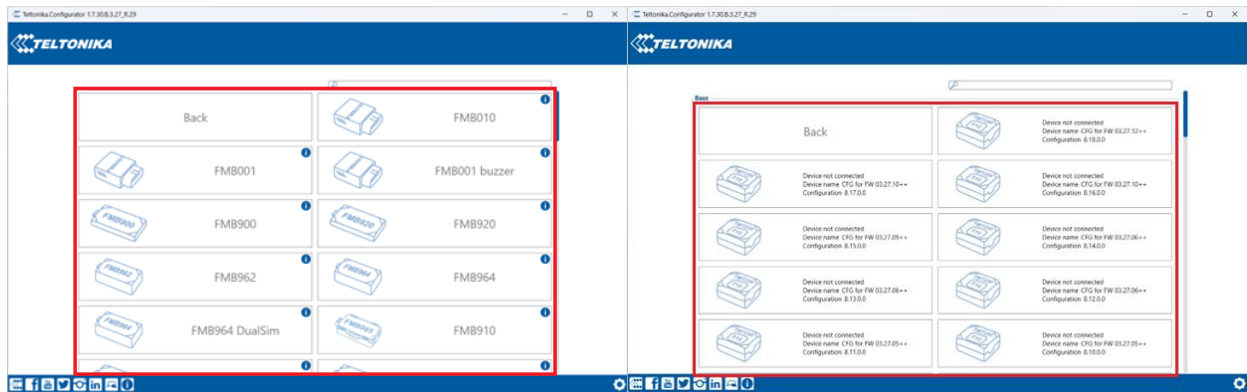 Teltonika.Configurator 1.7.30.B.3.27_R.29
TELTONIKA
Back
FMB010
FMB001
FMB001 buzzer
FMB900
FMB900
FMB920
FMB920
FMB962
FMB962
FMB964
FMB964
FMB964
FMB964 DualSim
FMB910
Teltonika.Configurator 1.7.30.B.3.27_R.29
TELTONIKA
Base
Back
Device not connected
Device name CFG for FW 03.27.12++
Configuration 8.18.0.0
Device not connected
Device name CFG for FW 03.27.10++
Configuration 8.17.0.0
Device not connected
Device name CFG for FW 03.27.10++
Configuration 8.16.0.0
Device not connected
Device name CFG for FW 03.27.09++
Configuration 8.15.0.0
Device not connected
Device name CFG for FW 03.27.06++
Configuration 8.14.0.0
Device not connected
Device name CFG for FW 03.27.06++
Configuration 8.13.0.0
Device not connected
Device name CFG for FW 03.27.06++
Configuration 8.12.0.0
Device not connected
Device name CFG for FW 03.27.05++
Configuration 8.11.0.0
Device not connected
Device name CFG for FW 03.27.05++
Configuration 8.10.0.0